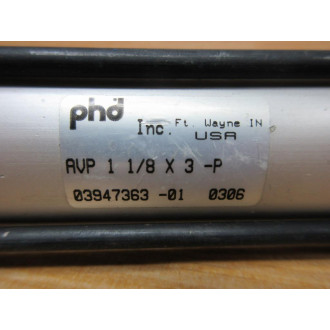 phd Inc. Ft Wayne IN
USA
AVP 1 1/8 X 3 -P
03947363 -01 0306